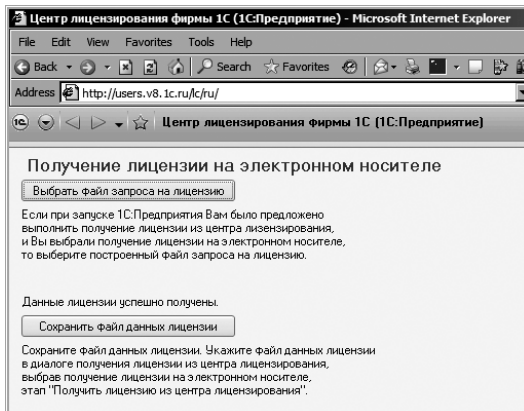 Центр лицензирования фирмы 1С (1С:Предприятие) - Microsoft Internet Explorer
File Edit View Favorites Tools Help
Back Search Favorites
Address http://users.v8.1c.ru/lc/ru/
1С Центр лицензирования фирмы 1С (1С:Предприятие)
Получение лицензии на электронном носителе
Выбрать файл запроса на лицензию
Если при запуске 1С:Предприятия Вам было предложено
выполнить получение лицензии из центра лизензирования,
и Вы выбрали получение лицензии на электронном носителе,
то выберите построенный файл запроса на лицензию.
Данные лицензии успешно получены.
Сохранить файл данных лицензии
Сохраните файл данных лицензии. Укажите файл данных лицензии
в диалоге получения лицензии из центра лицензирования,
выбрав получение лицензии на электронном носителе,
этап "Получить лицензию из центра лицензирования".